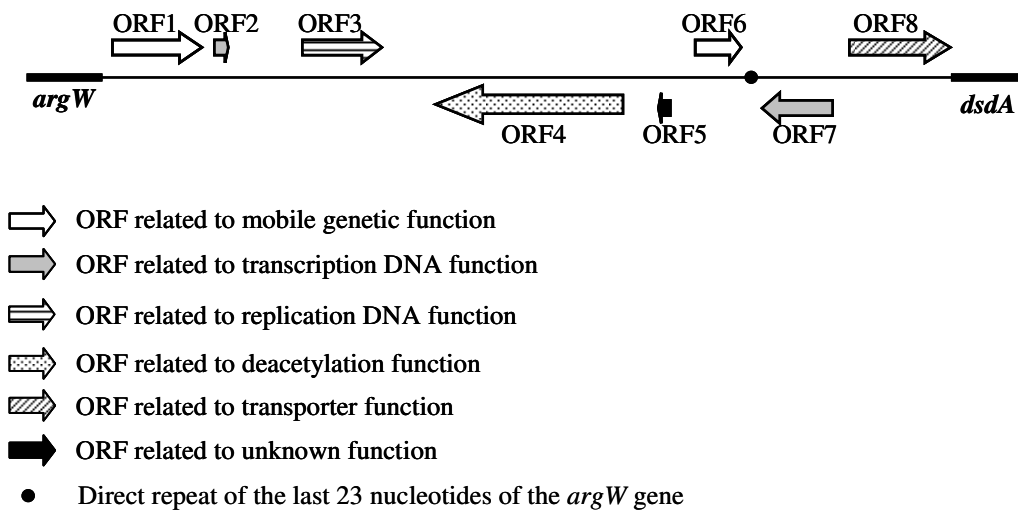 ORF1 ORF2 ORF3 ORF6 ORF8
argW ORF4 ORF5 ORF7 dsdA
ORF related to mobile genetic function
ORF related to transcription DNA function
ORF related to replication DNA function
ORF related to deacetylation function
ORF related to transporter function
ORF related to unknown function
Direct repeat of the last 23 nucleotides of the argW gene